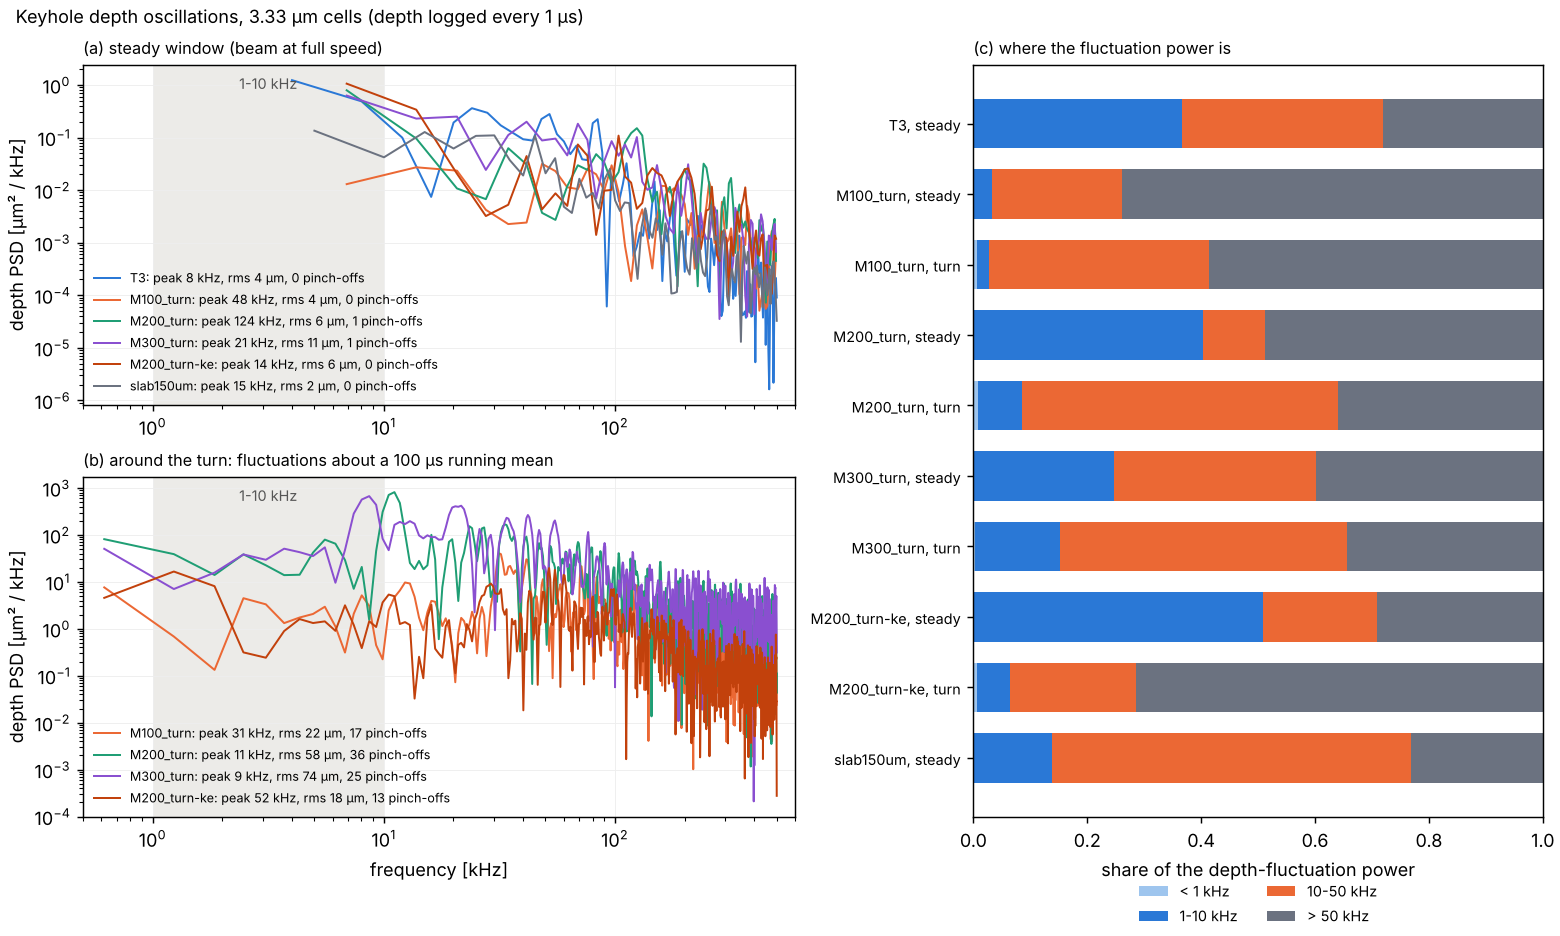 Keyhole depth oscillations, 3.33 µm cells (depth logged every 1 µs)
(a) steady window (beam at full speed)
1-10 kHz
depth PSD [µm² / kHz]
10⁰
10⁻¹
10⁻²
10⁻³
10⁻⁴
10⁻⁵
10⁻⁶
T3: peak 8 kHz, rms 4 µm, 0 pinch-offs
M100_turn: peak 48 kHz, rms 4 µm, 0 pinch-offs
M200_turn: peak 124 kHz, rms 6 µm, 1 pinch-offs
M300_turn: peak 21 kHz, rms 11 µm, 1 pinch-offs
M200_turn-ke: peak 14 kHz, rms 6 µm, 0 pinch-offs
slab150um: peak 15 kHz, rms 2 µm, 0 pinch-offs
10⁰ 10¹ 10²
(b) around the turn: fluctuations about a 100 µs running mean
1-10 kHz
depth PSD [µm² / kHz]
10³
10²
10¹
10⁰
10⁻¹
10⁻²
10⁻³
10⁻⁴
M100_turn: peak 31 kHz, rms 22 µm, 17 pinch-offs
M200_turn: peak 11 kHz, rms 58 µm, 36 pinch-offs
M300_turn: peak 9 kHz, rms 74 µm, 25 pinch-offs
M200_turn-ke: peak 52 kHz, rms 18 µm, 13 pinch-offs
10⁰ 10¹ 10²
frequency [kHz]
(c) where the fluctuation power is
T3, steady
M100_turn, steady
M100_turn, turn
M200_turn, steady
M200_turn, turn
M300_turn, steady
M300_turn, turn
M200_turn-ke, steady
M200_turn-ke, turn
slab150um, steady
0.0 0.2 0.4 0.6 0.8 1.0
share of the depth-fluctuation power
< 1 kHz
1-10 kHz
10-50 kHz
> 50 kHz